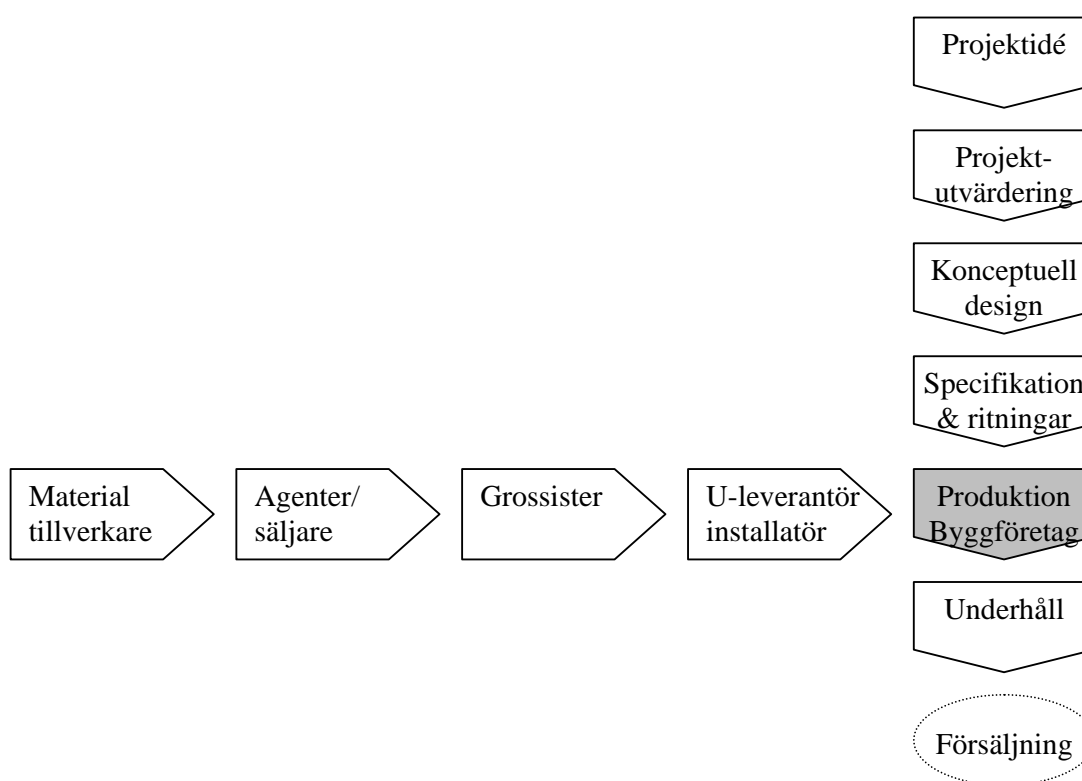 Projektidé
Projekt-
utvärdering
Konceptuell
design
Specifikation
& ritningar
Material
tillverkare
Agenter/
säljare
Grossister
U-leverantör
installatör
Produktion
Byggföretag
Underhåll
Försäljning